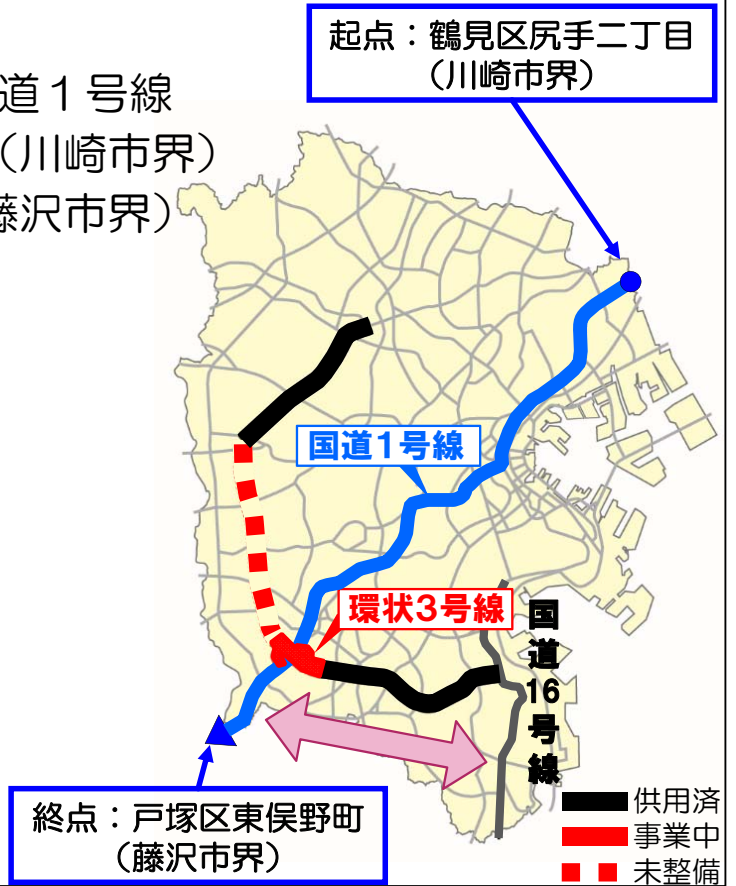 起点：鶴見区尻手二丁目
（川崎市界）
道１号線
（川崎市界）
藤沢市界）
国道1号線
環状3号線
国道16号線
終点：戸塚区東俣野町
（藤沢市界）
供用済
事業中
未整備